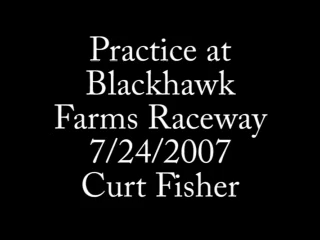 Practice at
Blackhawk
Farms Raceway
7/24/2007
Curt Fisher